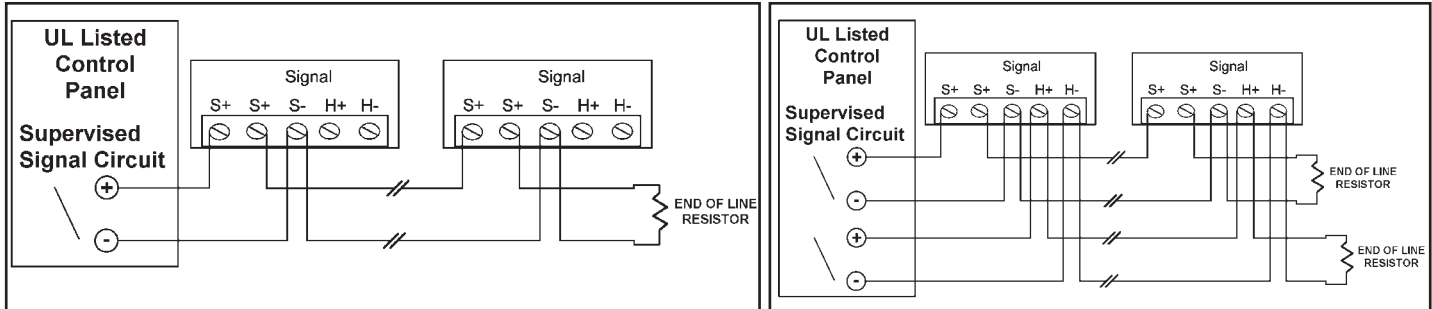 UL Listed
Control
Panel
Supervised
Signal Circuit
+
-
Signal
S+ S+ S- H+ H-
Signal
S+ S+ S- H+ H-
END OF LINE
RESISTOR
UL Listed
Control
Panel
Supervised
Signal Circuit
+
-
+
-
Signal
S+ S+ S- H+ H-
Signal
S+ S+ S- H+ H-
END OF LINE
RESISTOR
END OF LINE
RESISTOR